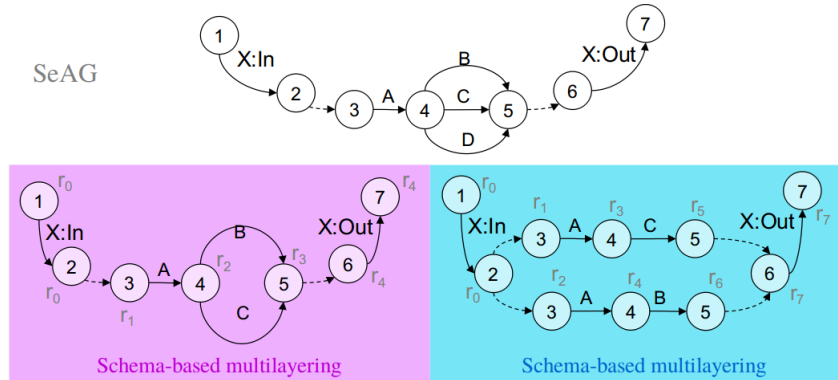 1
7
X:In
X:Out
B
SeAG
2
3
A
4
C
5
6
D
1
r0
7
r4
X:In
B
X:Out
2
r0
3
r1
A
4
r2
5
r3
6
r4
C
Schema-based multilayering
1
r0
7
X:In
r1
r3
r5
X:Out
r7
3
A
4
C
5
2
r0
6
r7
r2
r4
r6
3
A
4
B
5
Schema-based multilayering